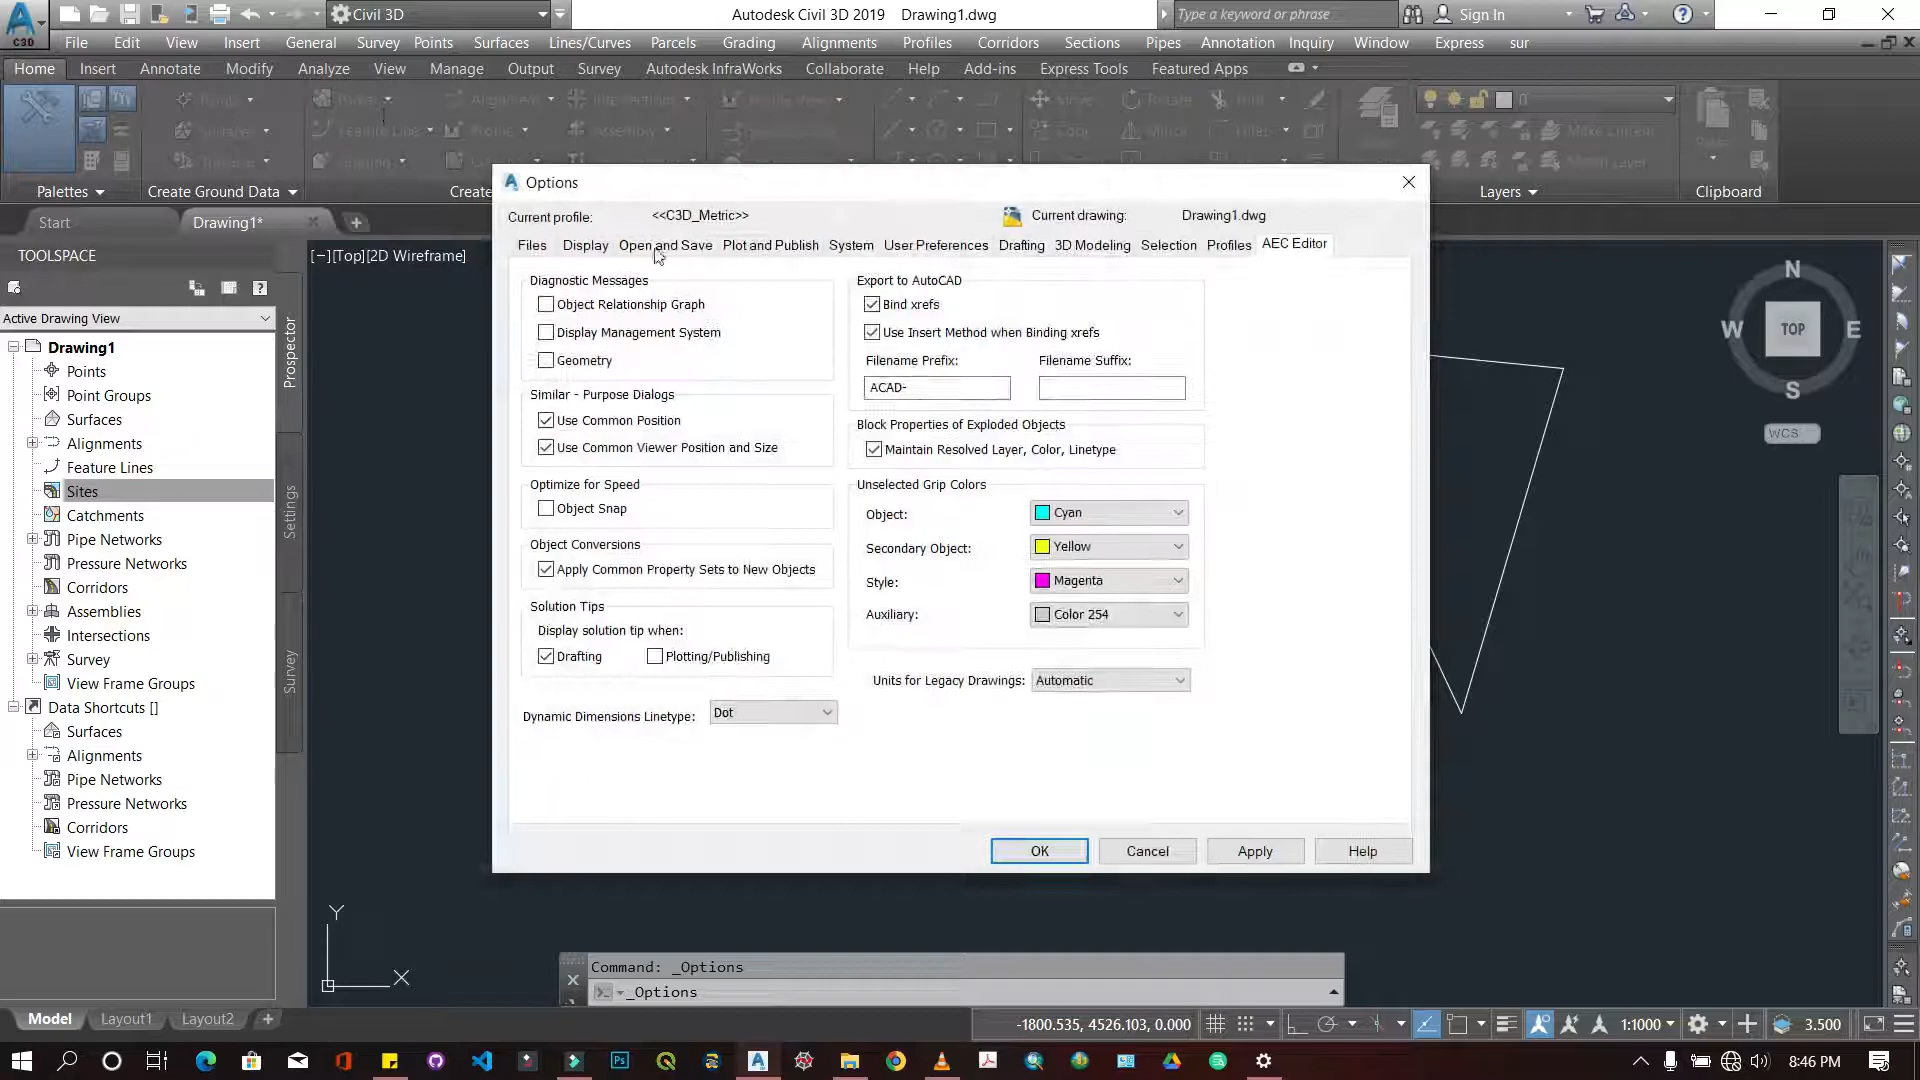 Civil 3D
Autodesk Civil 3D 2019 Drawing1.dwg
Type a keyword or phrase
Sign In
C3D
File Edit View Insert General Survey Points Surfaces Lines/Curves Parcels Grading Alignments Profiles Corridors Sections Pipes Annotation Inquiry Window Express sur
Home Insert Annotate Modify Analyze View Manage Output Survey Autodesk InfraWorks Collaborate Help Add-ins Express Tools Featured Apps
0
Feature Line
Make Current
Palettes
Create Ground Data
Layers
Clipboard
Start
Drawing1*
TOOLSPACE
Active Drawing View
Drawing1
Points
Point Groups
Surfaces
Alignments
Feature Lines
Sites
Catchments
Pipe Networks
Pressure Networks
Corridors
Assemblies
Intersections
Survey
View Frame Groups
Data Shortcuts []
Surfaces
Alignments
Pipe Networks
Pressure Networks
Corridors
View Frame Groups
Prospector
Settings
Survey
[−][Top][2D Wireframe]
Options
Current profile: <<C3D_Metric>>
Current drawing: Drawing1.dwg
Files Display Open and Save Plot and Publish System User Preferences Drafting 3D Modeling Selection Profiles AEC Editor
Diagnostic Messages
Object Relationship Graph
Display Management System
Geometry
Similar - Purpose Dialogs
Use Common Position
Use Common Viewer Position and Size
Optimize for Speed
Object Snap
Object Conversions
Apply Common Property Sets to New Objects
Solution Tips
Display solution tip when:
Drafting
Plotting/Publishing
Dynamic Dimensions Linetype: Dot
Export to AutoCAD
Bind xrefs
Use Insert Method when Binding xrefs
Filename Prefix: Filename Suffix:
ACAD-
Block Properties of Exploded Objects
Maintain Resolved Layer, Color, Linetype
Unselected Grip Colors
Object: Cyan
Secondary Object: Yellow
Style: Magenta
Auxiliary: Color 254
Units for Legacy Drawings: Automatic
OK Cancel Apply Help
N
W TOP E
S
WCS
Y
X
Command: _Options
_Options
Model Layout1 Layout2
-1800.535, 4526.103, 0.000
1:1000
3.500
8:46 PM